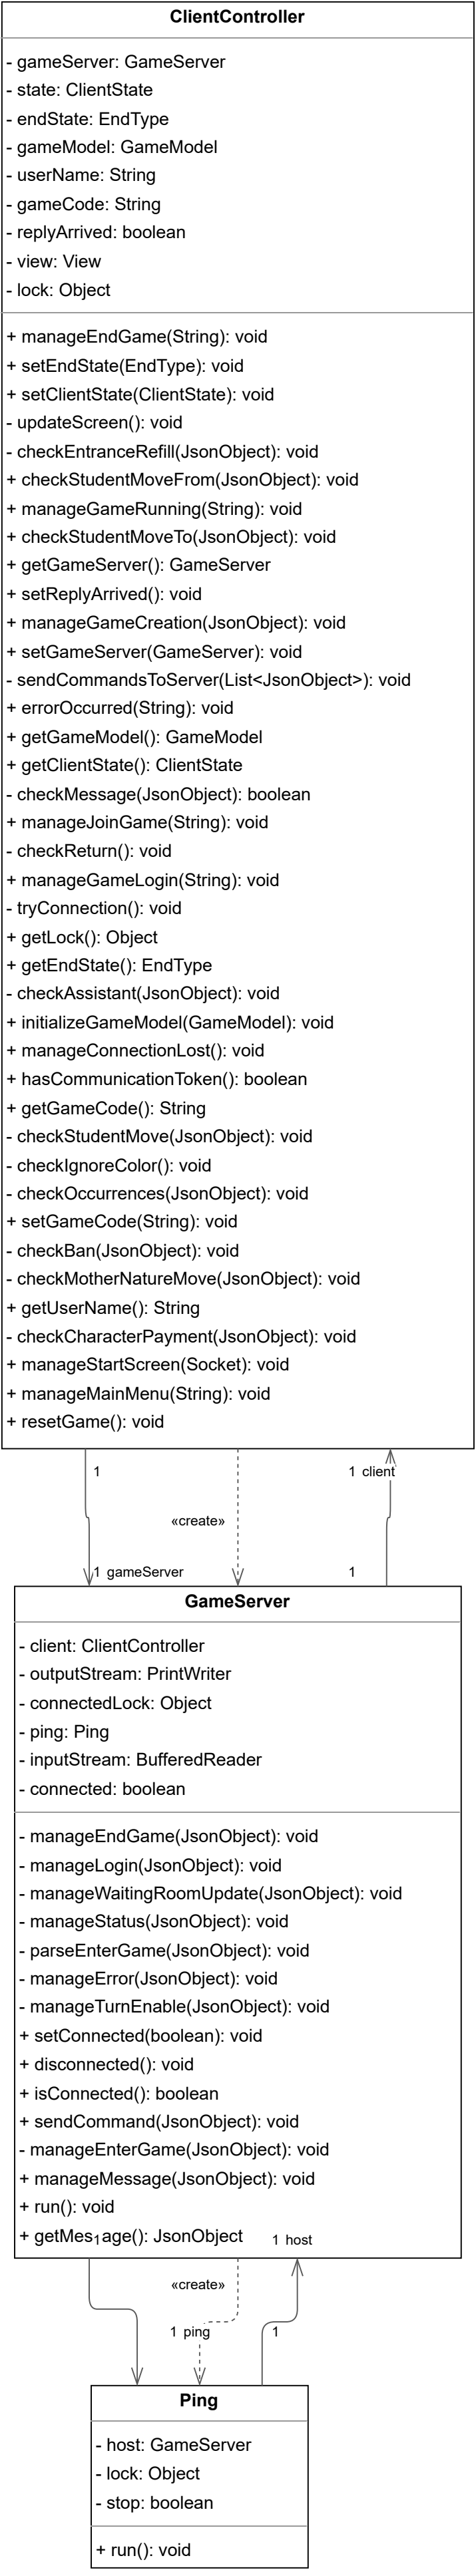 ClientController
- gameServer: GameServer
- state: ClientState
- endState: EndType
- gameModel: GameModel
- userName: String
- gameCode: String
- replyArrived: boolean
- view: View
- lock: Object
+ manageEndGame(String): void
+ setEndState(EndType): void
+ setClientState(ClientState): void
- updateScreen(): void
- checkEntranceRefill(JsonObject): void
+ checkStudentMoveFrom(JsonObject): void
+ manageGameRunning(String): void
+ checkStudentMoveTo(JsonObject): void
+ getGameServer(): GameServer
+ setReplyArrived(): void
+ manageGameCreation(JsonObject): void
+ setGameServer(GameServer): void
- sendCommandsToServer(List<JsonObject>): void
+ errorOccurred(String): void
+ getGameModel(): GameModel
+ getClientState(): ClientState
- checkMessage(JsonObject): boolean
+ manageJoinGame(String): void
- checkReturn(): void
+ manageGameLogin(String): void
- tryConnection(): void
+ getLock(): Object
+ getEndState(): EndType
- checkAssistant(JsonObject): void
+ initializeGameModel(GameModel): void
+ manageConnectionLost(): void
+ hasCommunicationToken(): boolean
+ getGameCode(): String
- checkStudentMove(JsonObject): void
- checkIgnoreColor(): void
- checkOccurrences(JsonObject): void
+ setGameCode(String): void
- checkBan(JsonObject): void
- checkMotherNatureMove(JsonObject): void
+ getUserName(): String
- checkCharacterPayment(JsonObject): void
+ manageStartScreen(Socket): void
+ manageMainMenu(String): void
+ resetGame(): void
1 1 client
«create»
1 gameServer 1
GameServer
- client: ClientController
- outputStream: PrintWriter
- connectedLock: Object
- ping: Ping
- inputStream: BufferedReader
- connected: boolean
- manageEndGame(JsonObject): void
- manageLogin(JsonObject): void
- manageWaitingRoomUpdate(JsonObject): void
- manageStatus(JsonObject): void
- parseEnterGame(JsonObject): void
- manageError(JsonObject): void
- manageTurnEnable(JsonObject): void
+ setConnected(boolean): void
+ disconnected(): void
+ isConnected(): boolean
+ sendCommand(JsonObject): void
- manageEnterGame(JsonObject): void
+ manageMessage(JsonObject): void
+ run(): void
+ getMes1age(): JsonObject 1 host
«create»
1 ping 1
Ping
- host: GameServer
- lock: Object
- stop: boolean
+ run(): void